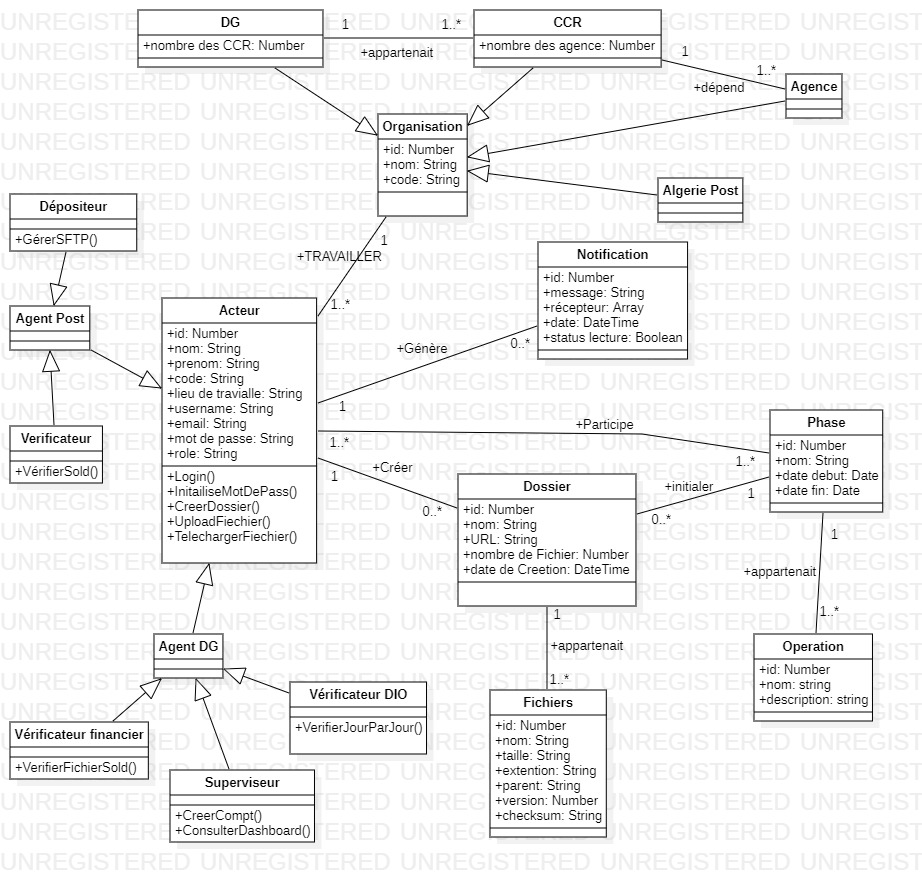 DG
+nombre des CCR: Number
1
1..*
+appartenait
CCR
+nombre des agence: Number
1
1..*
+dépend
Agence
Organisation
+id: Number
+nom: String
+code: String
Algerie Post
Dépositeur
+GérerSFTP()
1
+TRAVAILLER
1..*
Notification
+id: Number
+message: String
+récepteur: Array
+date: DateTime
+status lecture: Boolean
Agent Post
Acteur
+id: Number
+nom: String
+prenom: String
+code: String
+lieu de travialle: String
+username: String
+email: String
+mot de passe: String
+role: String
+Login()
+InitailiseMotDePass()
+CreerDossier()
+UploadFiechier()
+TelechargerFiechier()
+Génère
0..*
1
Verificateur
+VérifierSold()
+Participe
1..*
1..*
Phase
+id: Number
+nom: String
+date debut: Date
+date fin: Date
+Créer
1
0..*
Dossier
+id: Number
+nom: String
+URL: String
+nombre de Fichier: Number
+date de Creetion: DateTime
+initialer
1
0..*
1
+appartenait
1..*
Operation
+id: Number
+nom: string
+description: string
1
+appartenait
1..*
Fichiers
+id: Number
+nom: String
+taille: String
+extention: String
+parent: String
+version: Number
+checksum: String
Agent DG
Vérificateur DIO
+VerifierJourParJour()
Vérificateur financier
+VerifierFichierSold()
Superviseur
+CreerCompt()
+ConsulterDashboard()
UNREGISTERED